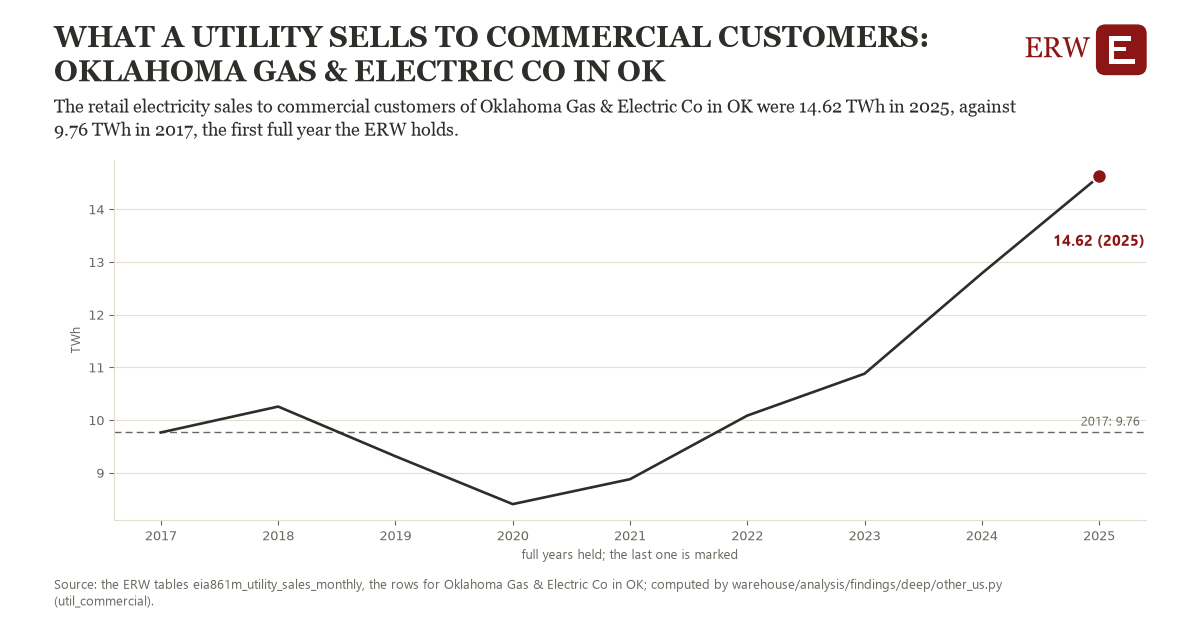 WHAT A UTILITY SELLS TO COMMERCIAL CUSTOMERS:
OKLAHOMA GAS & ELECTRIC CO IN OK
ERW E
The retail electricity sales to commercial customers of Oklahoma Gas & Electric Co in OK were 14.62 TWh in 2025, against
9.76 TWh in 2017, the first full year the ERW holds.
14
13
12
11
10
9
TWh
14.62 (2025)
2017: 9.76
2017 2018 2019 2020 2021 2022 2023 2024 2025
full years held; the last one is marked
Source: the ERW tables eia861m_utility_sales_monthly, the rows for Oklahoma Gas & Electric Co in OK; computed by warehouse/analysis/findings/deep/other_us.py
(util_commercial).